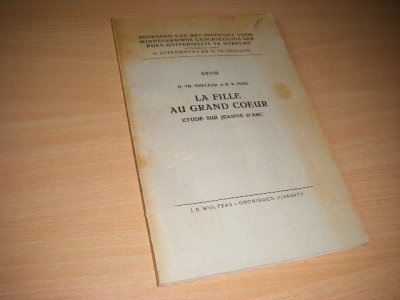 BIJDRAGEN VAN HET INSTITUUT VOOR
MIDDELEEUWSE GESCHIEDENIS DER
RIJKS-UNIVERSITEIT TE UTRECHT
O. OPPERMANN† EN D. TH. ENKLAAR
XXVIII
D. TH. ENKLAAR et R. R. POST
LA FILLE
AU GRAND COEUR
ETUDE SUR JEANNE D'ARC
J. B. WOLTERS – GRONINGEN DJAKARTA